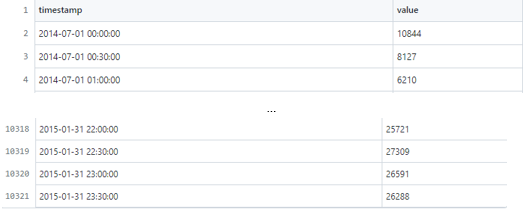 1 timestamp value
2 2014-07-01 00:00:00 10844
3 2014-07-01 00:30:00 8127
4 2014-07-01 01:00:00 6210
...
10318 2015-01-31 22:00:00 25721
10319 2015-01-31 22:30:00 27309
10320 2015-01-31 23:00:00 26591
10321 2015-01-31 23:30:00 26288